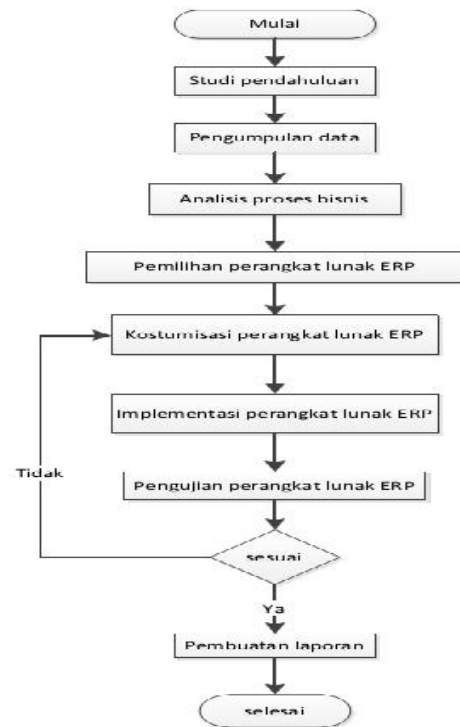 Mulai
Studi pendahuluan
Pengumpulan data
Analisis proses bisnis
Pemilihan perangkat lunak ERP
Kostumisasi perangkat lunak ERP
Implementasi perangkat lunak ERP
Tidak
Pengujian perangkat lunak ERP
sesuai
Ya
Pembuatan laporan
selesai